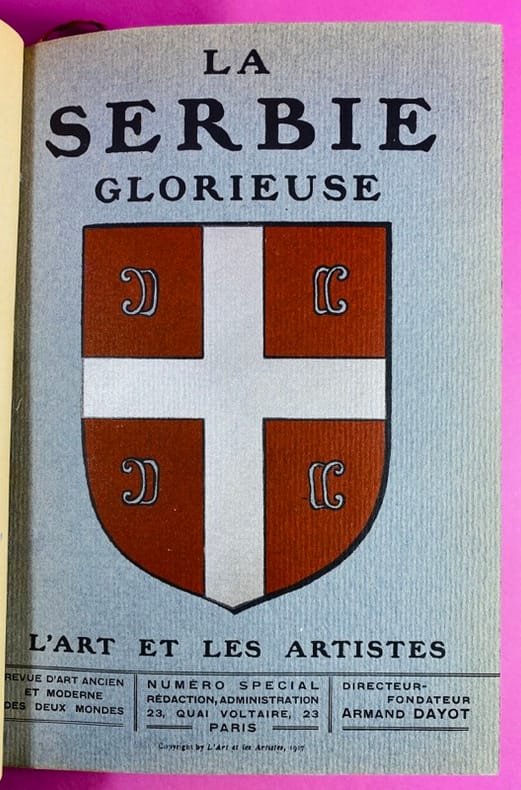 LA
SERBIE
GLORIEUSE
L'ART ET LES ARTISTES
REVUE D'ART ANCIEN
ET MODERNE
DES DEUX MONDES
NUMÉRO SPECIAL
RÉDACTION, ADMINISTRATION
23, QUAI VOLTAIRE, 23
PARIS
DIRECTEUR-
FONDATEUR
ARMAND DAYOT
Copyright by L'Art et les Artistes, 1917